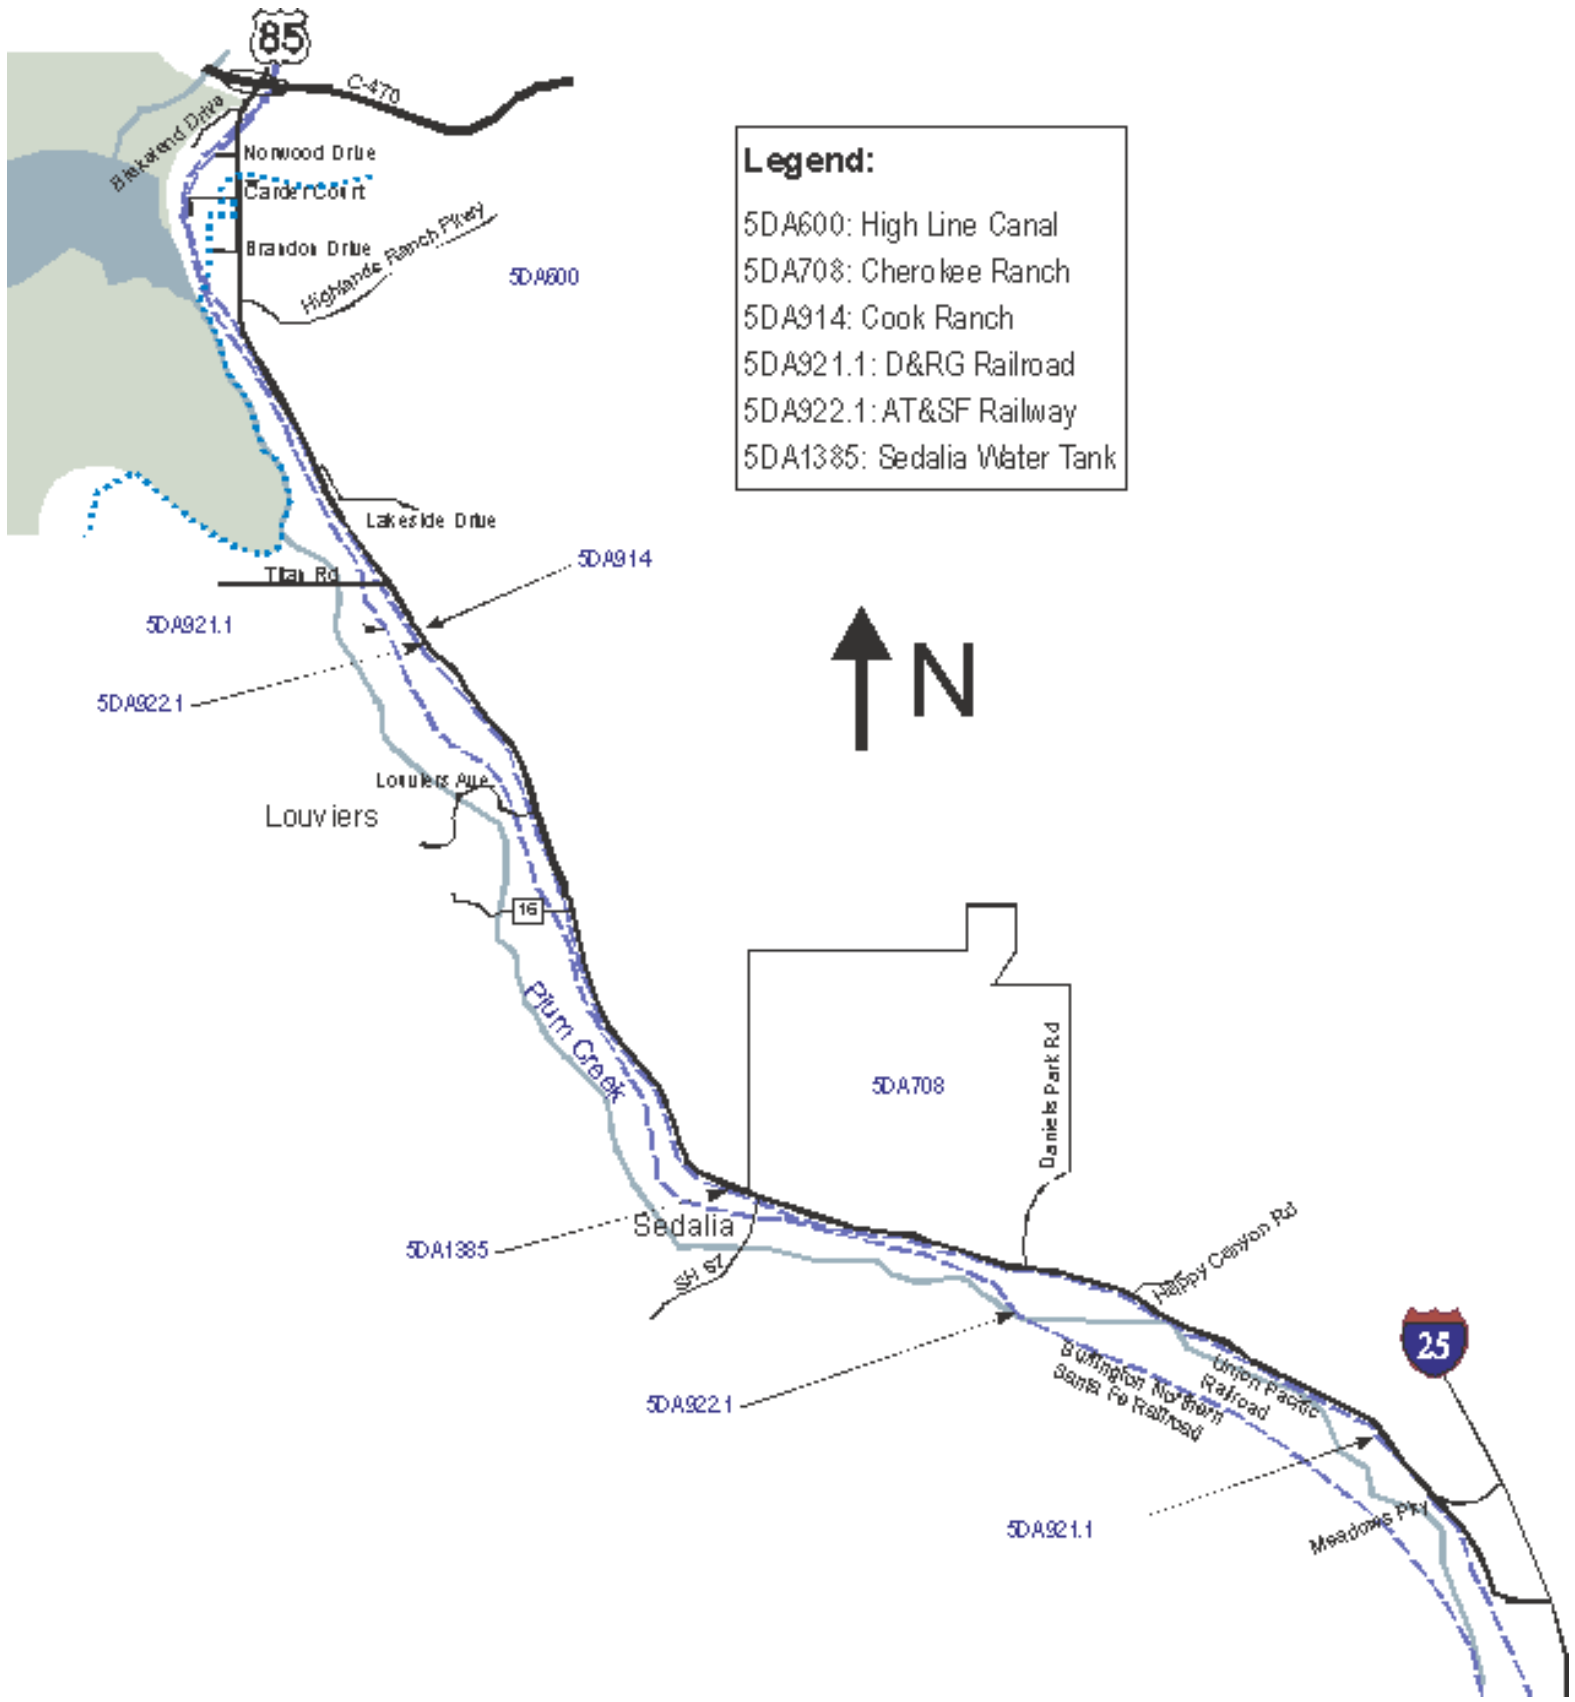 85
C-470
Blakeland Drive
Norwood Drive
Carder Court
Brandon Drive
Highlands Ranch Pkwy
5DA600
Legend:
5DA600: High Line Canal
5DA708: Cherokee Ranch
5DA914: Cook Ranch
5DA921.1: D&RG Railroad
5DA922.1: AT&SF Railway
5DA1385: Sedalia Water Tank
Lakeside Drive
5DA914
Titan Rd
5DA921.1
N
5DA922.1
Louviers Ave
Louviers
16
Plum Creek
Daniels Park Rd
5DA708
Sedalia
5DA1385
SH 67
Happy Canyon Rd
25
Burlington Northern
Santa Fe Railroad
Union Pacific
Railroad
5DA922.1
5DA921.1
Meadows Pky